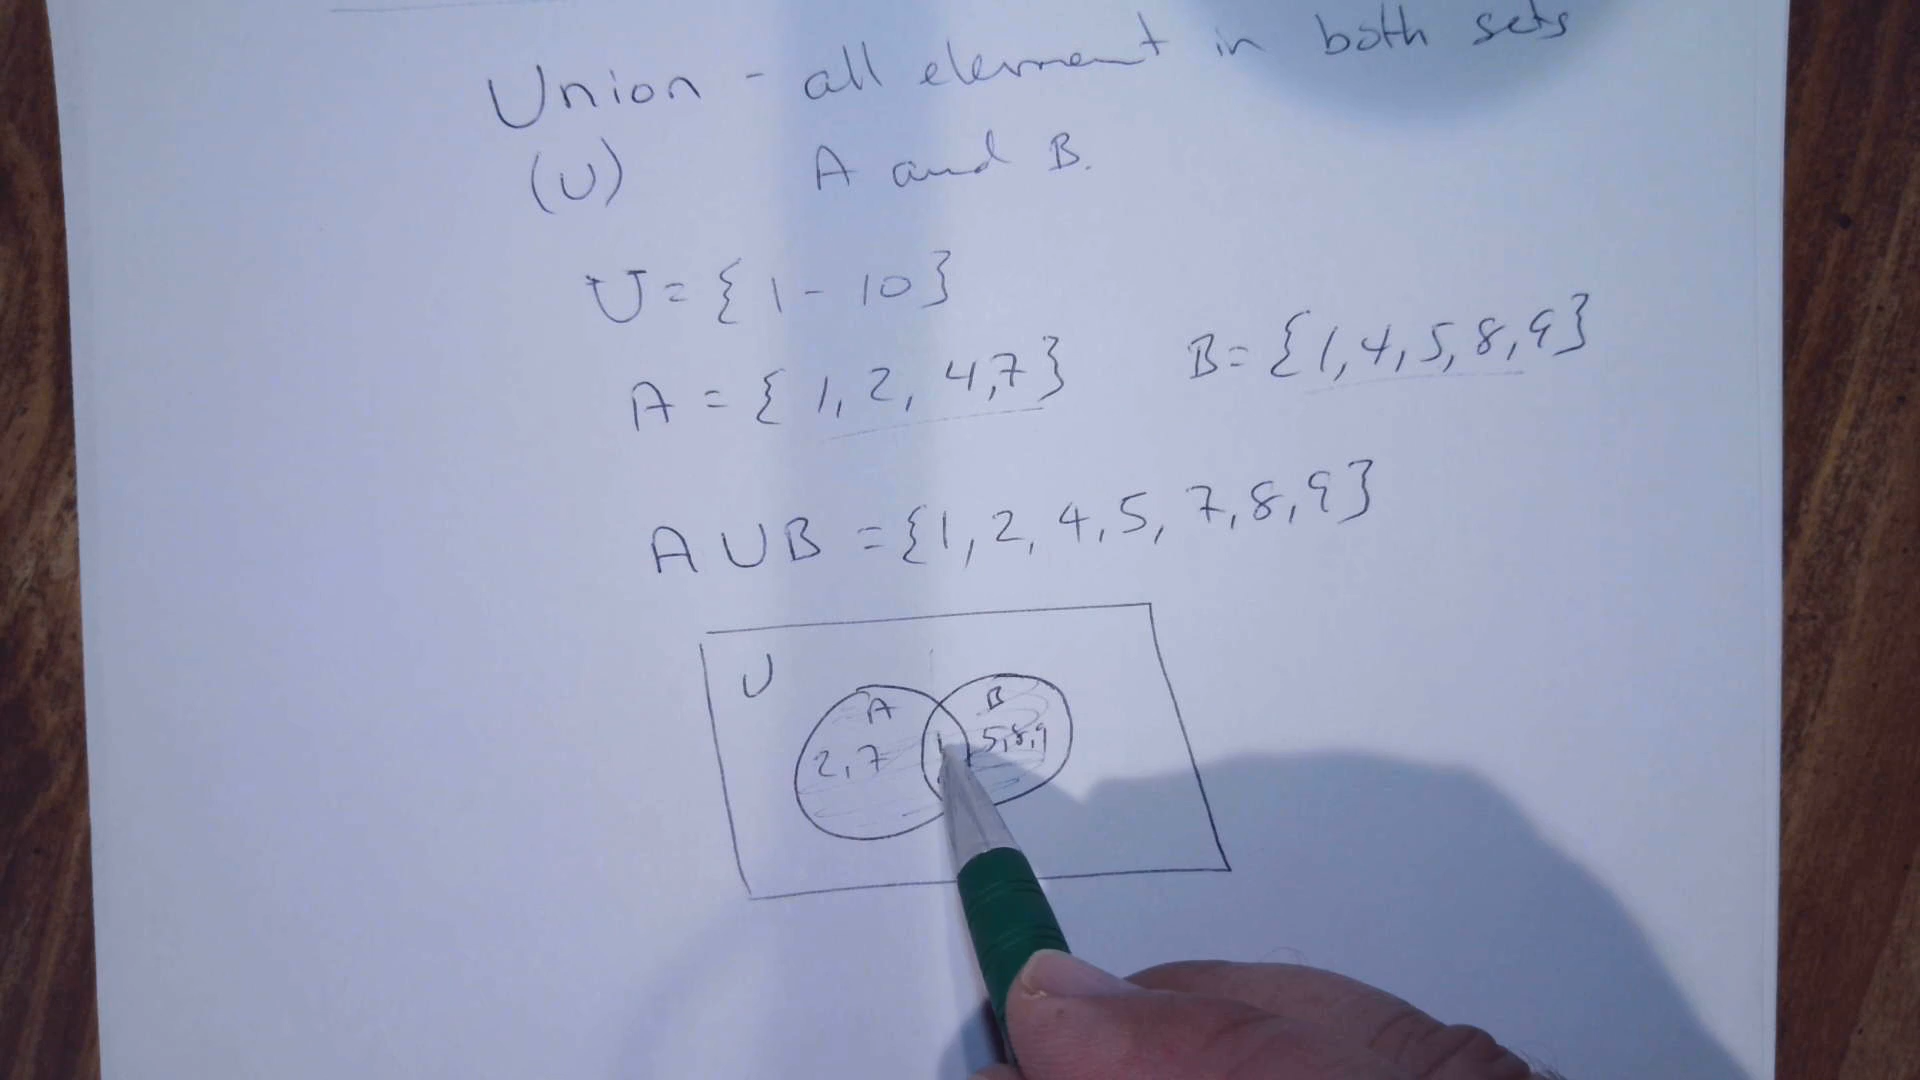 Union - all element in both sets
(U) A and B.
U = { 1 - 10 }
A = { 1, 2, 4, 7 } B = { 1, 4, 5, 8, 9 }
A U B = { 1, 2, 4, 5, 7, 8, 9 }
U
A B
2, 7 1 5, 8, 9